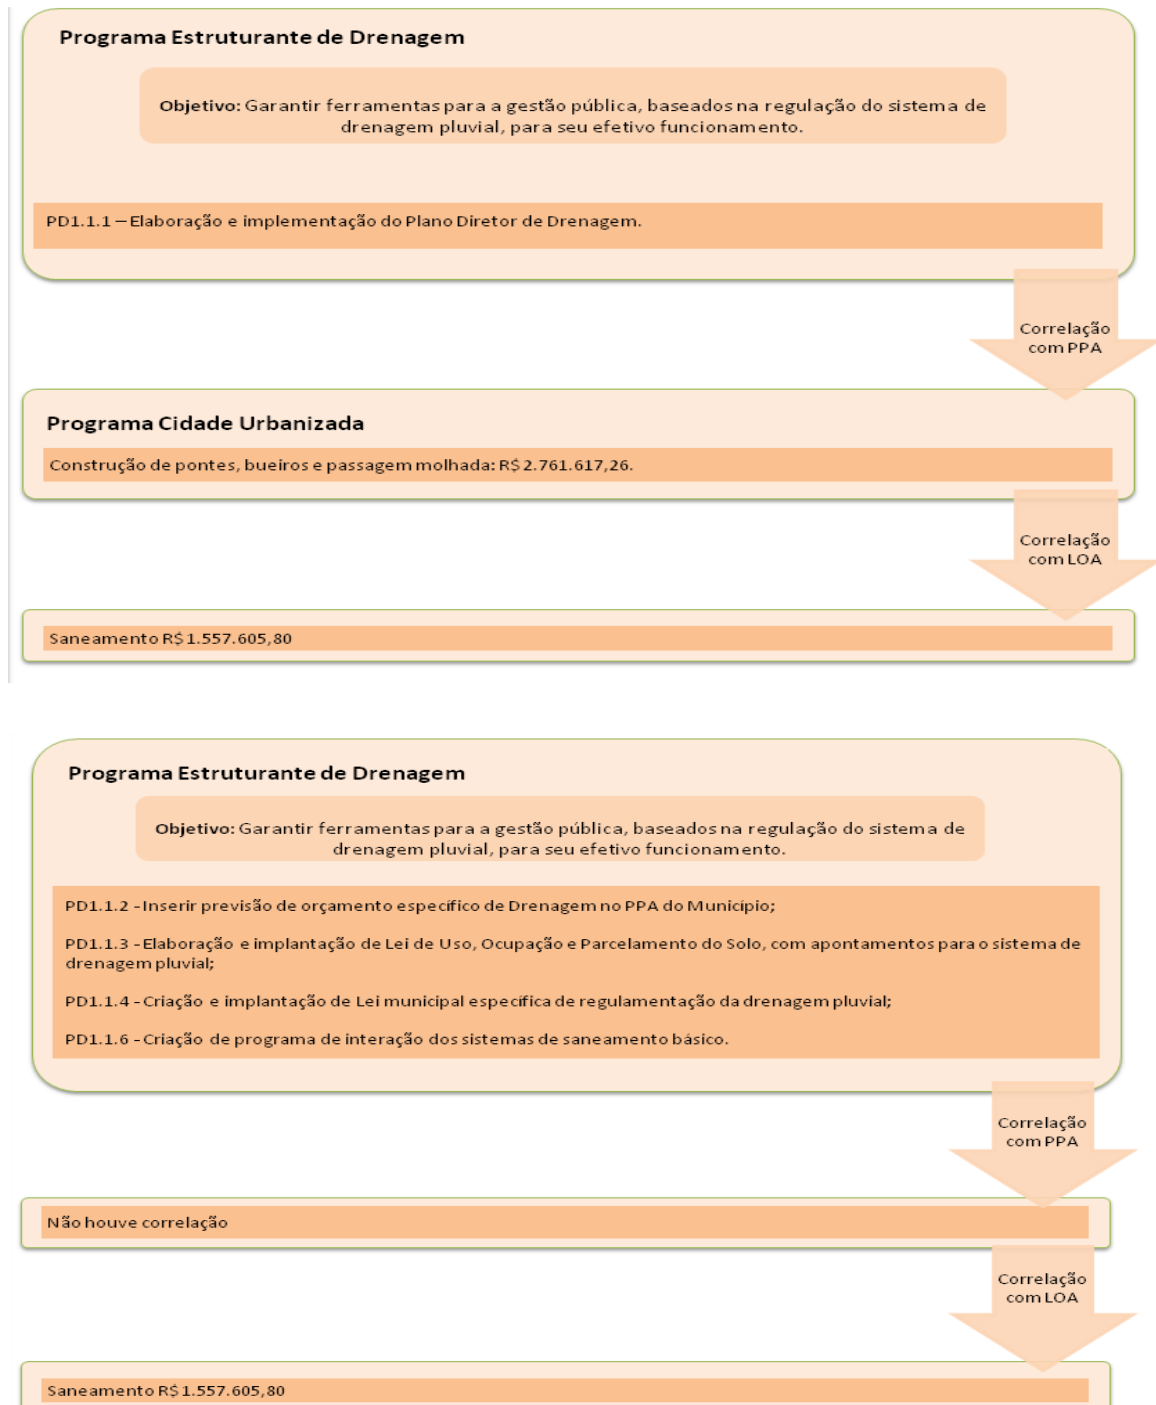 Programa Estruturante de Drenagem
Objetivo: Garantir ferramentas para a gestão pública, baseados na regulação do sistema de
drenagem pluvial, para seu efetivo funcionamento.
PD1.1.1 – Elaboração e implementação do Plano Diretor de Drenagem.
Correlação
com PPA
Programa Cidade Urbanizada
Construção de pontes, bueiros e passagem molhada: R$ 2.761.617,26.
Correlação
com LOA
Saneamento R$ 1.557.605,80
Programa Estruturante de Drenagem
Objetivo: Garantir ferramentas para a gestão pública, baseados na regulação do sistema de
drenagem pluvial, para seu efetivo funcionamento.
PD1.1.2 - Inserir previsão de orçamento específico de Drenagem no PPA do Município;
PD1.1.3 - Elaboração e implantação de Lei de Uso, Ocupação e Parcelamento do Solo, com apontamentos para o sistema de
drenagem pluvial;
PD1.1.4 - Criação e implantação de Lei municipal específica de regulamentação da drenagem pluvial;
PD1.1.6 - Criação de programa de interação dos sistemas de saneamento básico.
Correlação
com PPA
Não houve correlação
Correlação
com LOA
Saneamento R$ 1.557.605,80